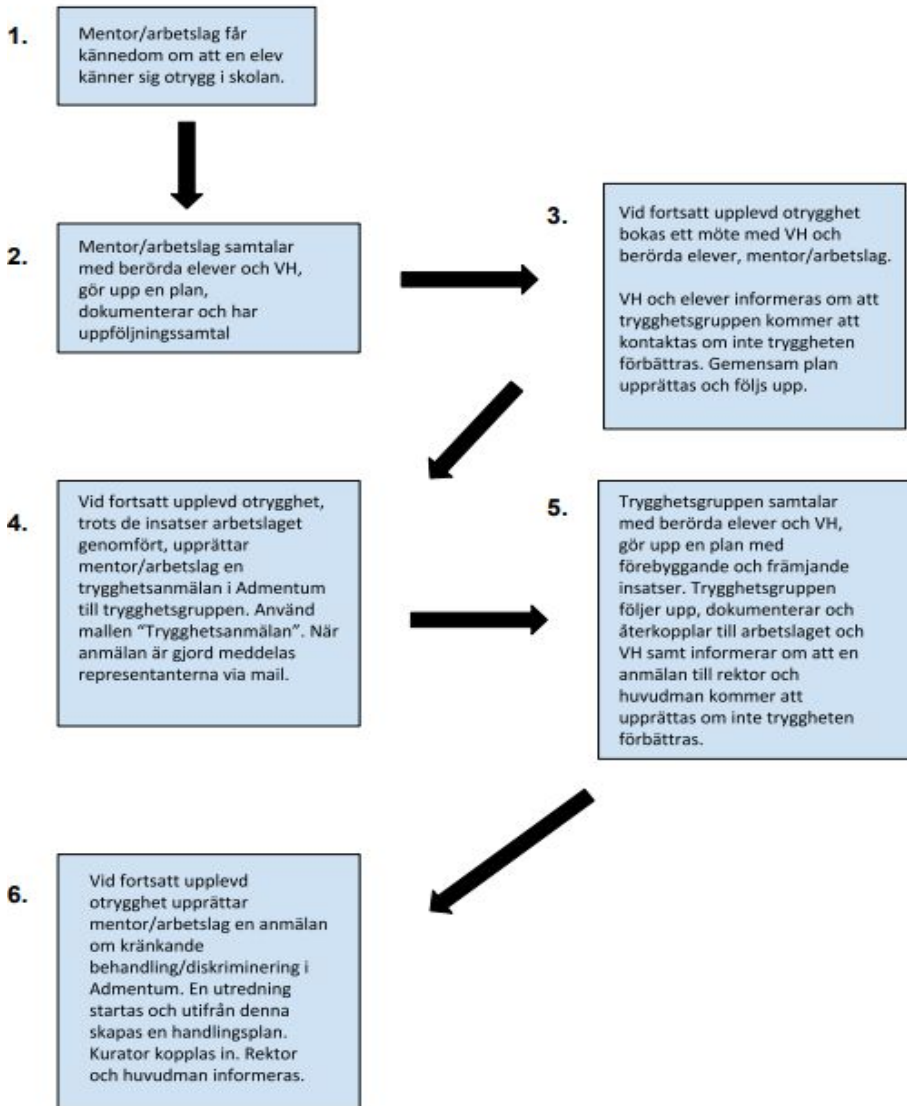 1.
Mentor/arbetslag får
kännedom om att en elev
känner sig otrygg i skolan.
2.
Mentor/arbetslag samtalar
med berörda elever och VH,
gör upp en plan,
dokumenterar och har
uppföljningssamtal
3.
Vid fortsatt upplevd otrygghet
bokas ett möte med VH och
berörda elever, mentor/arbetslag.
VH och elever informeras om att
trygghetsgruppen kommer att
kontaktas om inte tryggheten
förbättras. Gemensam plan
upprättas och följs upp.
4.
Vid fortsatt upplevd otrygghet,
trots de insatser arbetslaget
genomfört, upprättar
mentor/arbetslag en
trygghetsanmälan i Admentum
till trygghetsgruppen. Använd
mallen “Trygghetsanmälan”. När
anmälan är gjord meddelas
representanterna via mail.
5.
Trygghetsgruppen samtalar
med berörda elever och VH,
gör upp en plan med
förebyggande och främjande
insatser. Trygghetsgruppen
följer upp, dokumenterar och
återkopplar till arbetslaget och
VH samt informerar om att en
anmälan till rektor och
huvudman kommer att
upprättas om inte tryggheten
förbättras.
6.
Vid fortsatt upplevd
otrygghet upprättar
mentor/arbetslag en anmälan
om kränkande
behandling/diskriminering i
Admentum. En utredning
startas och utifrån denna
skapas en handlingsplan.
Kurator kopplas in. Rektor
och huvudman informeras.